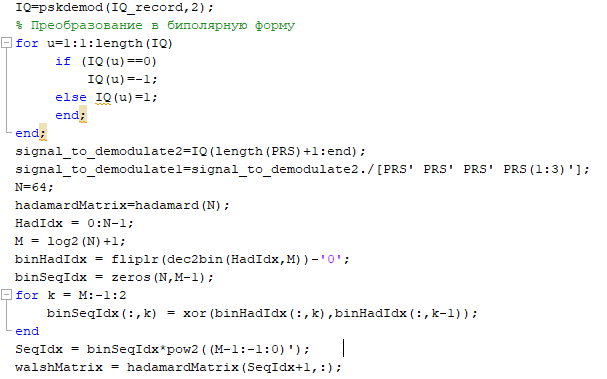 IQ=pskdemod(IQ_record,2);
% Преобразование в биполярную форму
for u=1:1:length(IQ)
if (IQ(u)==0)
IQ(u)=-1;
else IQ(u)=1;
end;
end;
signal_to_demodulate2=IQ(length(PRS)+1:end);
signal_to_demodulate1=signal_to_demodulate2./[PRS' PRS' PRS' PRS(1:3)'];
N=64;
hadamardMatrix=hadamard(N);
HadIdx = 0:N-1;
M = log2(N)+1;
binHadIdx = fliplr(dec2bin(HadIdx,M))-'0';
binSeqIdx = zeros(N,M-1);
for k = M:-1:2
binSeqIdx(:,k) = xor(binHadIdx(:,k),binHadIdx(:,k-1));
end
SeqIdx = binSeqIdx*pow2((M-1:-1:0)');
walshMatrix = hadamardMatrix(SeqIdx+1,:);